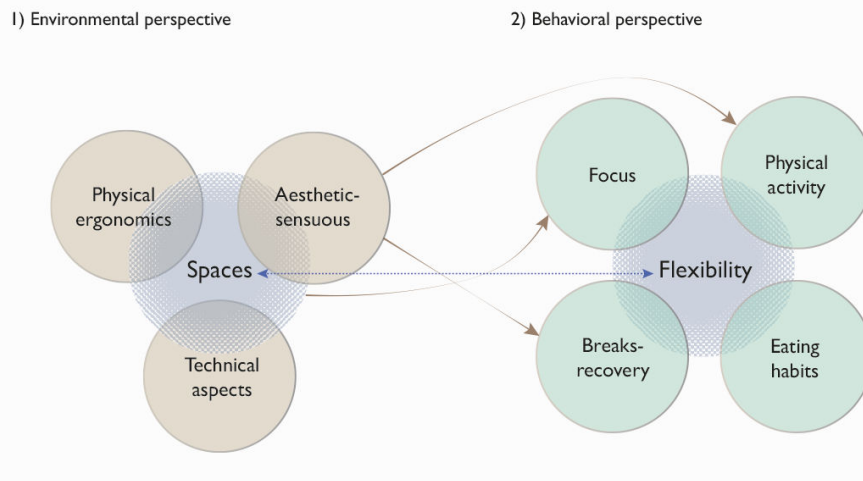 1) Environmental perspective
2) Behavioral perspective
Physical
ergonomics
Aesthetic-
sensuous
Spaces
Technical
aspects
Focus
Physical
activity
Flexibility
Breaks-
recovery
Eating
habits